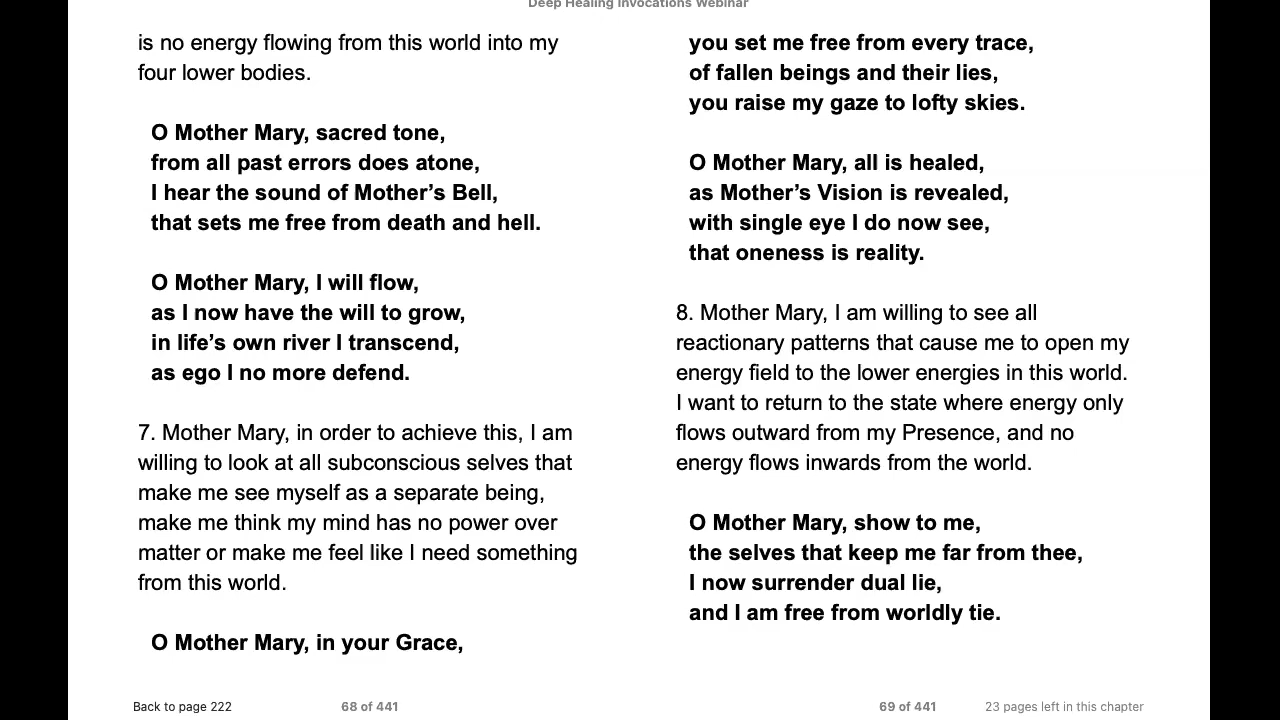 Deep Healing Invocations Webinar
is no energy flowing from this world into my
four lower bodies.
O Mother Mary, sacred tone,
from all past errors does atone,
I hear the sound of Mother’s Bell,
that sets me free from death and hell.
O Mother Mary, I will flow,
as I now have the will to grow,
in life’s own river I transcend,
as ego I no more defend.
7. Mother Mary, in order to achieve this, I am
willing to look at all subconscious selves that
make me see myself as a separate being,
make me think my mind has no power over
matter or make me feel like I need something
from this world.
O Mother Mary, in your Grace,
you set me free from every trace,
of fallen beings and their lies,
you raise my gaze to lofty skies.
O Mother Mary, all is healed,
as Mother’s Vision is revealed,
with single eye I do now see,
that oneness is reality.
8. Mother Mary, I am willing to see all
reactionary patterns that cause me to open my
energy field to the lower energies in this world.
I want to return to the state where energy only
flows outward from my Presence, and no
energy flows inwards from the world.
O Mother Mary, show to me,
the selves that keep me far from thee,
I now surrender dual lie,
and I am free from worldly tie.
Back to page 222
68 of 441
69 of 441
23 pages left in this chapter